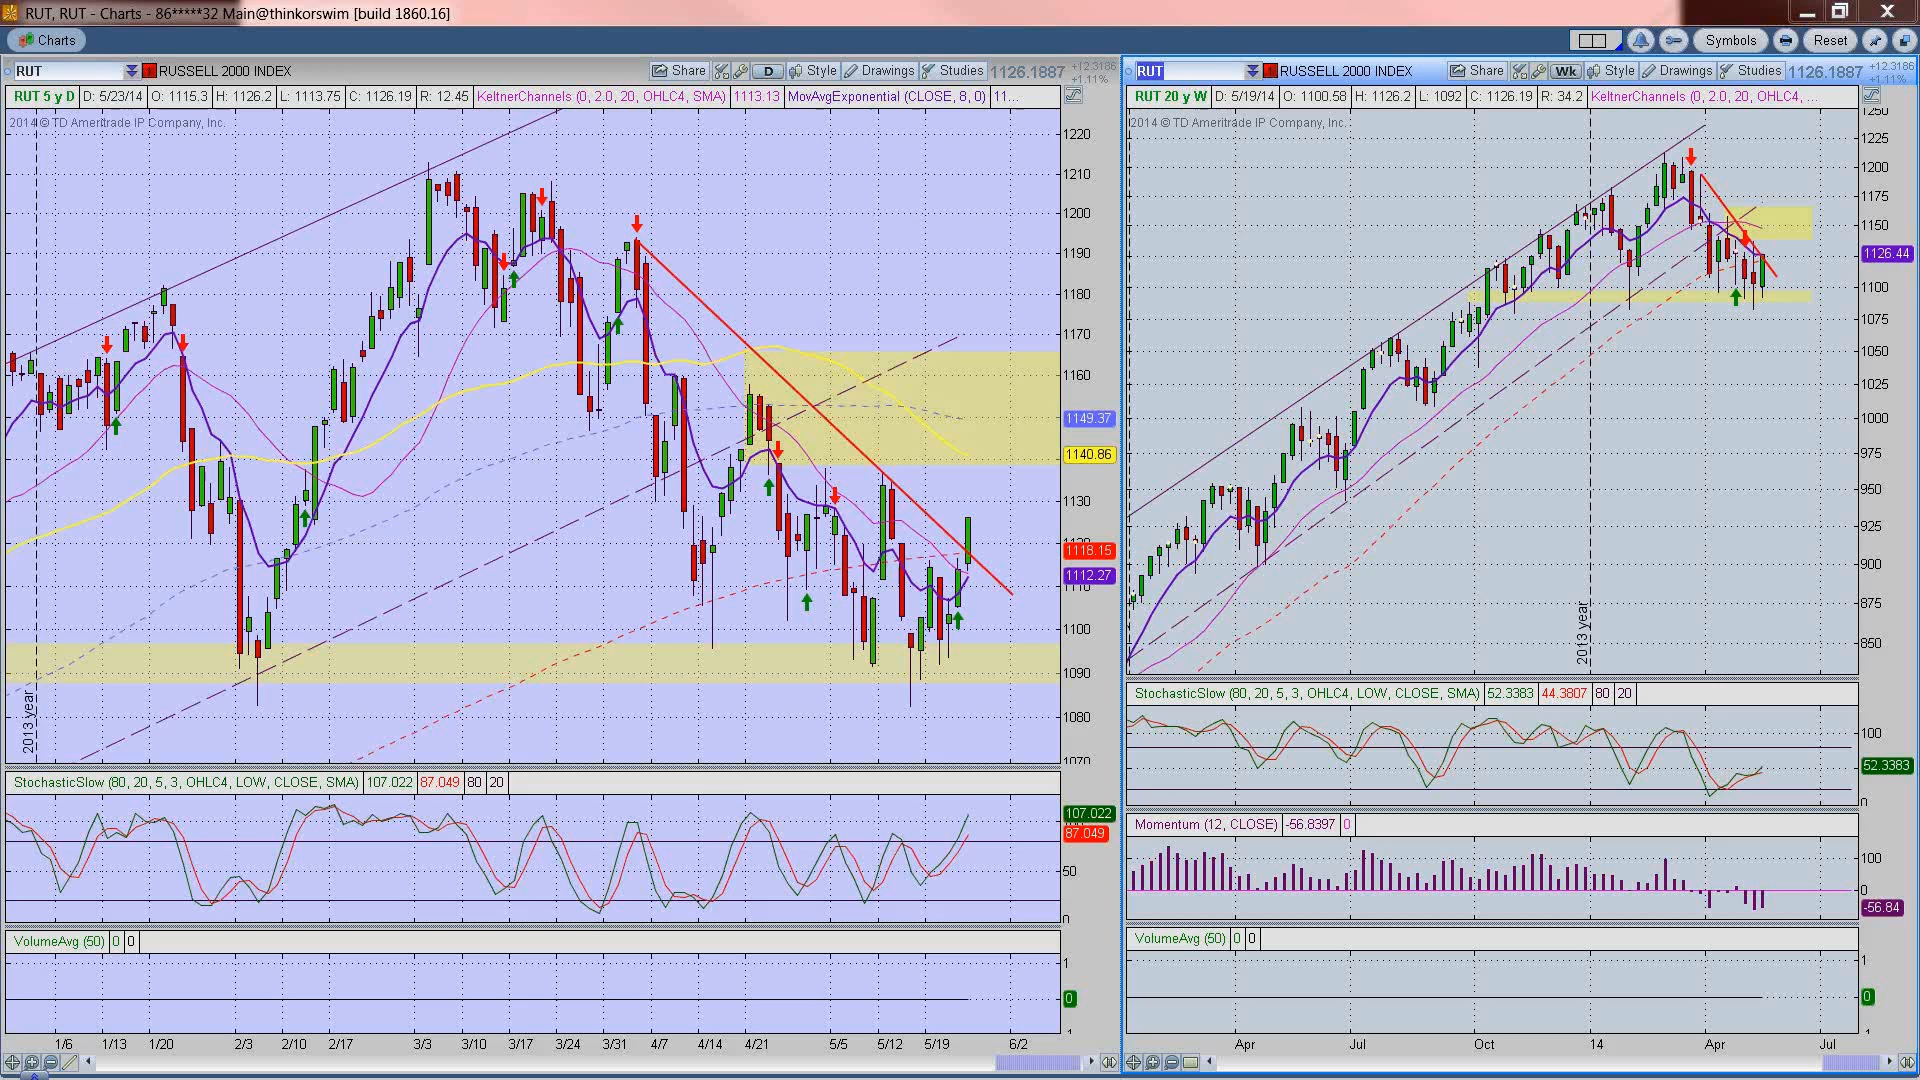 RUT, RUT - Charts - 86*****32 Main@thinkorswim [build 1860.16]
Charts
Symbols
Reset
RUT
RUSSELL 2000 INDEX
Share
D
Style
Drawings
Studies
1126.1887
+12.3186
+1.11%
RUT 5 y D
D: 5/23/14
O: 1115.3
H: 1126.2
L: 1113.75
C: 1126.19
R: 12.45
KeltnerChannels (0, 2.0, 20, OHLC4, SMA)
1113.13
MovAvgExponential (CLOSE, 8, 0)
11...
2014 © TD Ameritrade IP Company, Inc.
1220
1210
1200
1190
1180
1170
1160
1149.37
1140.86
1130
1120
1118.15
1112.27
1110
1100
1090
1080
1070
2013 year
StochasticSlow (80, 20, 5, 3, OHLC4, LOW, CLOSE, SMA)
107.022
87.049
80
20
107.022
87.049
50
0
VolumeAvg (50)
0
0
1
0
1
1/6
1/13
1/20
2/3
2/10
2/17
3/3
3/10
3/17
3/24
3/31
4/7
4/14
4/21
5/5
5/12
5/19
6/2
RUT
RUSSELL 2000 INDEX
Share
Wk
Style
Drawings
Studies
1126.1887
+12.3186
+1.11%
RUT 20 y W
D: 5/19/14
O: 1100.58
H: 1126.2
L: 1092
C: 1126.19
R: 34.2
KeltnerChannels (0, 2.0, 20, OHLC4, ...
2014 © TD Ameritrade IP Company, Inc.
1250
1225
1200
1175
1150
1126.44
1100
1075
1050
1025
1000
975
950
925
900
875
850
2013 year
StochasticSlow (80, 20, 5, 3, OHLC4, LOW, CLOSE, SMA)
52.3383
44.3807
80
20
100
52.3383
0
Momentum (12, CLOSE)
-56.8397
0
100
0
-56.84
VolumeAvg (50)
0
0
1
0
1
Apr
Jul
Oct
14
Apr
Jul